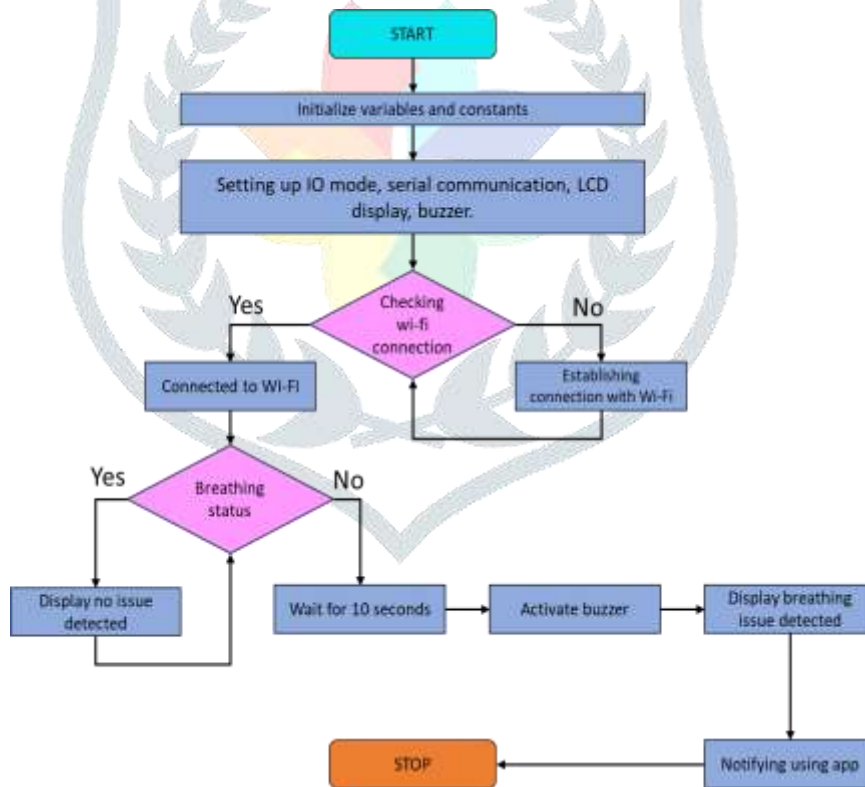 START
Initialize variables and constants
Setting up IO mode, serial communication, LCD
display, buzzer.
Yes
Checking
wi-fi
connection
No
Connected to WI-FI
Establishing
connection with Wi-Fi
Yes
Breathing
status
No
Display no issue
detected
Wait for 10 seconds
Activate buzzer
Display breathing
issue detected
STOP
Notifying using app